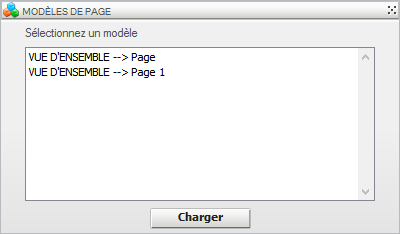 MODÈLES DE PAGE
Sélectionnez un modèle
VUE D'ENSEMBLE --> Page
VUE D'ENSEMBLE --> Page 1
Charger